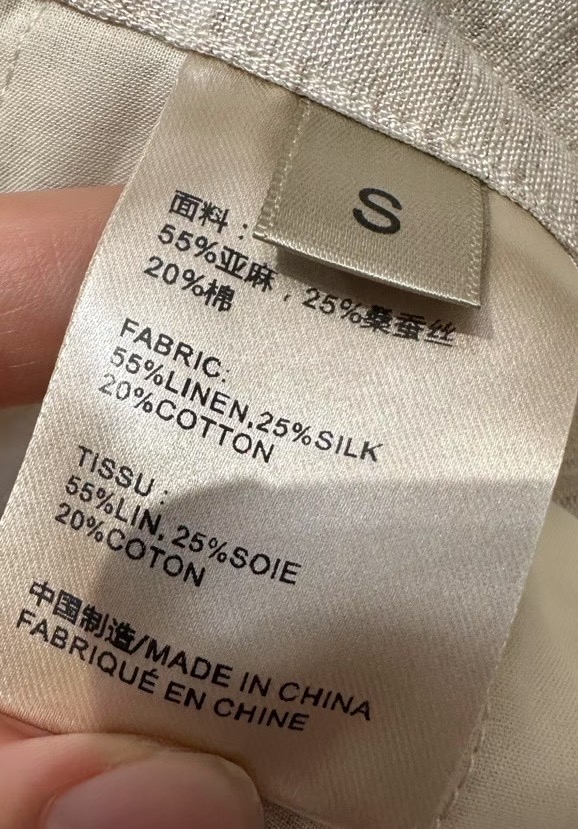 S
面料：
55%亚麻，25%桑蚕丝
20%棉
FABRIC:
55%LINEN,25%SILK
20%COTTON
TISSU:
55%LIN, 25%SOIE
20%COTON
中国制造/MADE IN CHINA
FABRIQUÉ EN CHINE